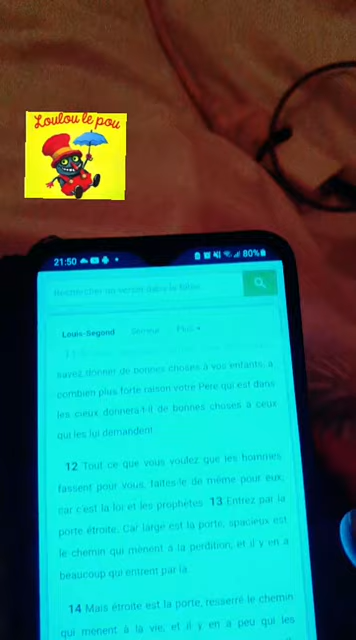 Loulou le pou
21:50
80%
Rechercher un verset dans la Bible
Louis-Segond Semeur Plus
11
savez donner de bonnes choses à vos enfants, à
combien plus forte raison votre Père qui est dans
les cieux donnera-t-il de bonnes choses à ceux
qui les lui demandent.
12 Tout ce que vous voulez que les hommes
fassent pour vous, faites-le de même pour eux,
car c'est la loi et les prophètes. 13 Entrez par la
porte étroite. Car large est la porte, spacieux est
le chemin qui mènent à la perdition, et il y en a
beaucoup qui entrent par là.
14 Mais étroite est la porte, resserré le chemin
qui mènent à la vie, et il y en a peu qui les